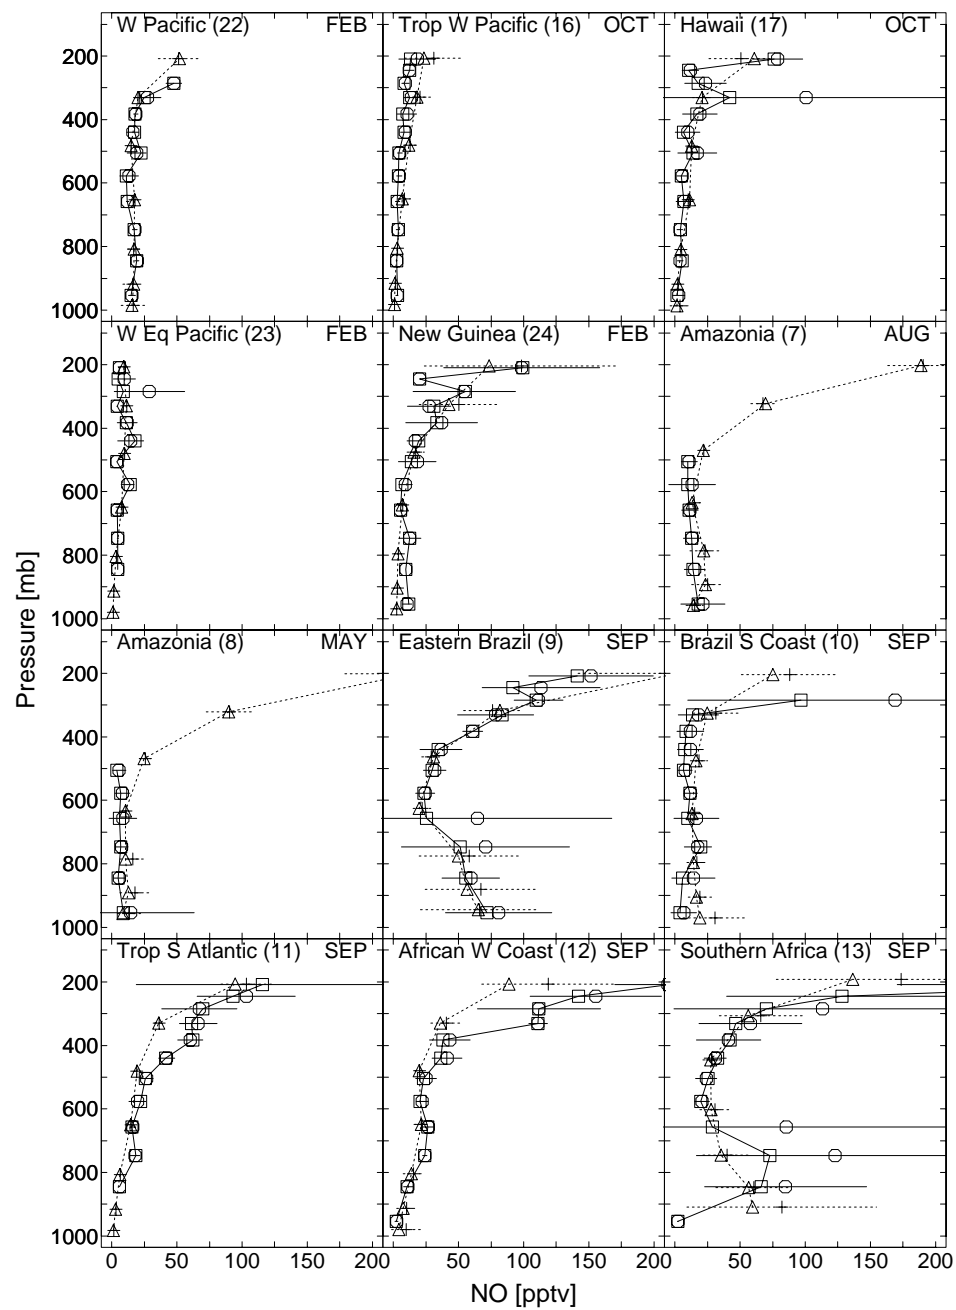 W Pacific (22) FEB Trop W Pacific (16) OCT Hawaii (17) OCT
200
400
600
800
1000
W Eq Pacific (23) FEB New Guinea (24) FEB Amazonia (7) AUG
200
400
600
800
1000
Pressure [mb]
Amazonia (8) MAY Eastern Brazil (9) SEP Brazil S Coast (10) SEP
200
400
600
800
1000
Trop S Atlantic (11) SEP African W Coast (12) SEP Southern Africa (13) SEP
200
400
600
800
1000
0 50 100 150 200 50 100 150 200 50 100 150 200
NO [pptv]